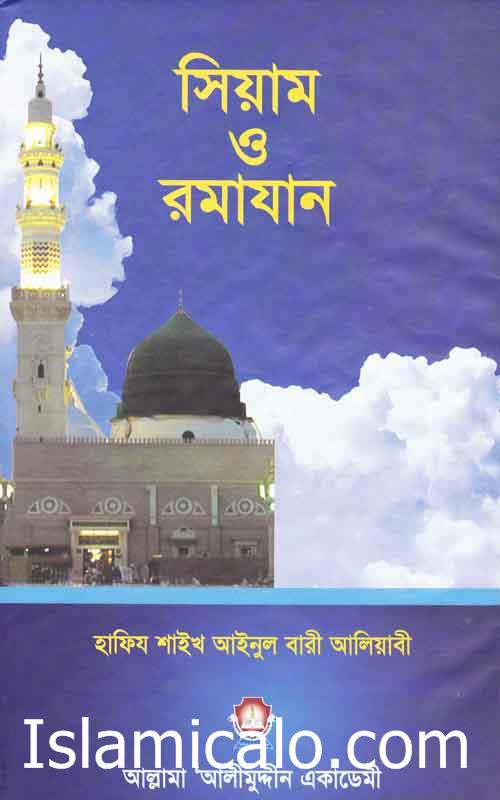 সিয়াম
ও
রমাযান
হাফিয শাইখ আইনুল বারী আলিয়াবী
Islamicalo.com
আল্লামা 'আলীমুদ্দীন একাডেমী